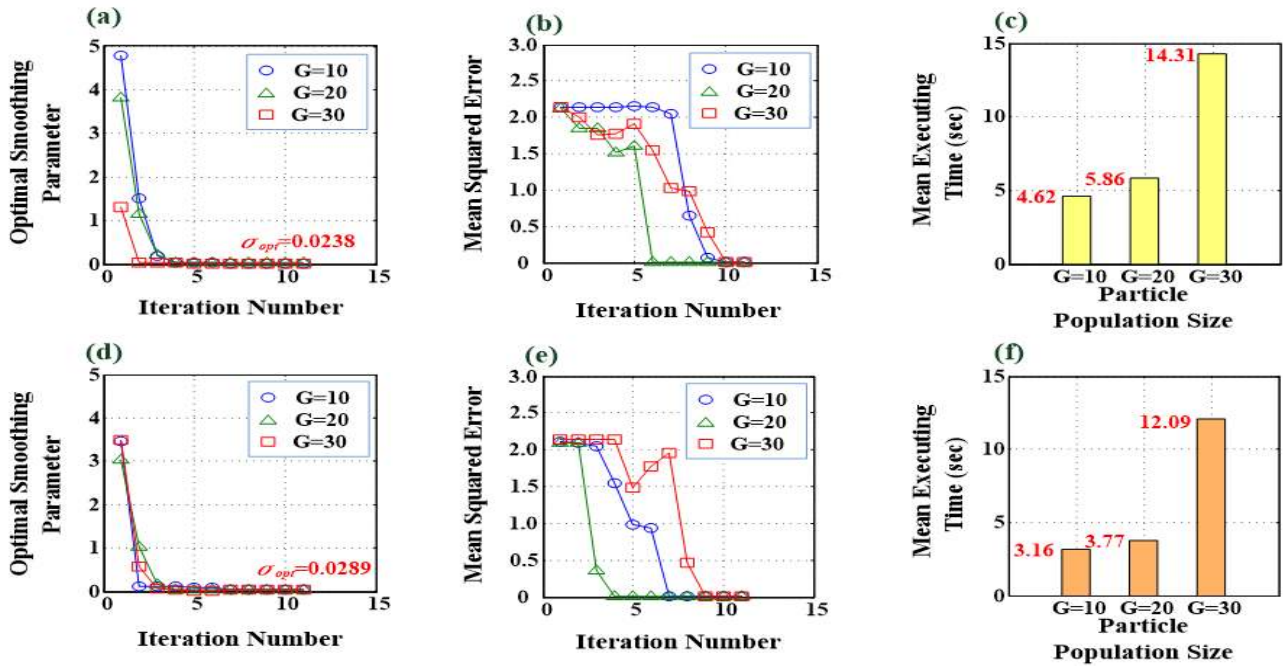 (a)
Optimal Smoothing
Parameter
5
4
3
2
1
0
0
5
10
15
G=10
G=20
G=30
σopt=0.0238
Iteration Number
(b)
Mean Squared Error
3.0
2.5
2.0
1.5
1.0
0.5
0
0
5
10
15
G=10
G=20
G=30
Iteration Number
(c)
Mean Executing
Time (sec)
15
10
5
0
4.62
5.86
14.31
G=10 G=20 G=30
Particle
Population Size
(d)
Optimal Smoothing
Parameter
5
4
3
2
1
0
0
5
10
15
G=10
G=20
G=30
σopt=0.0289
Iteration Number
(e)
Mean Squared Error
3.0
2.5
2.0
1.5
1.0
0.5
0
0
5
10
15
G=10
G=20
G=30
Iteration Number
(f)
Mean Executing
Time (sec)
15
10
5
0
3.16
3.77
12.09
G=10 G=20 G=30
Particle
Population Size